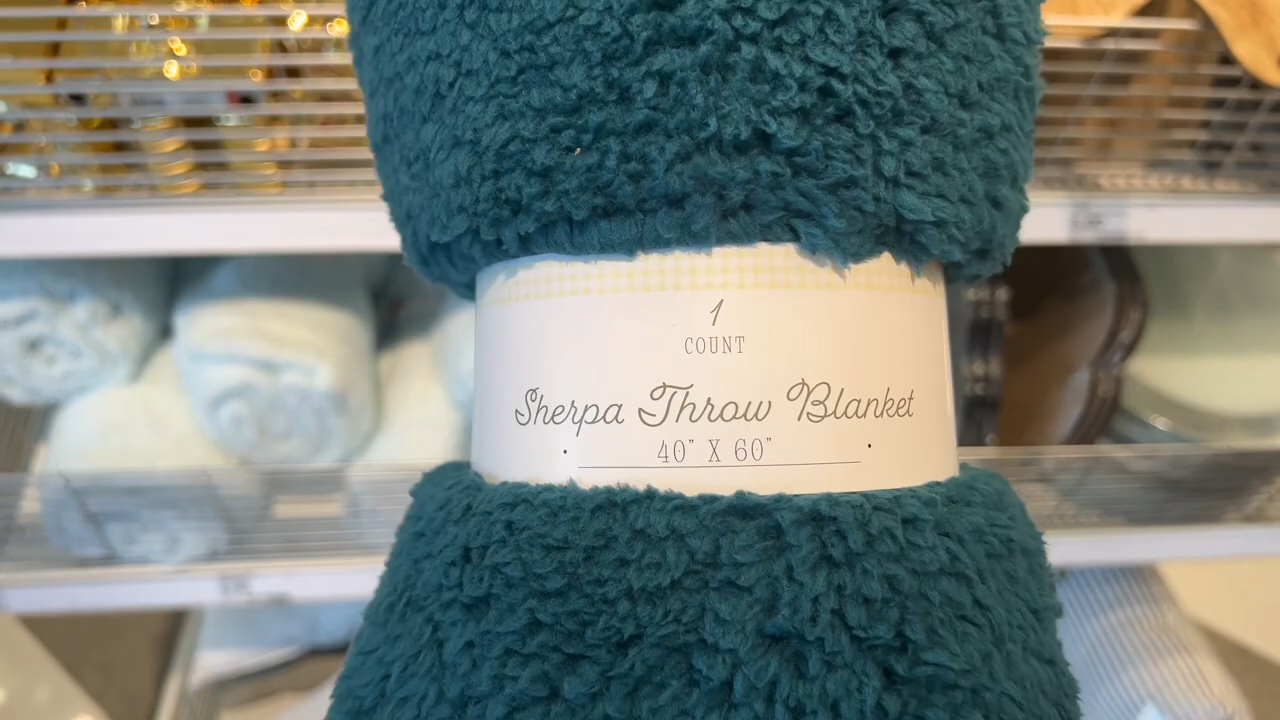 1
COUNT
Sherpa Throw Blanket
40” X 60”